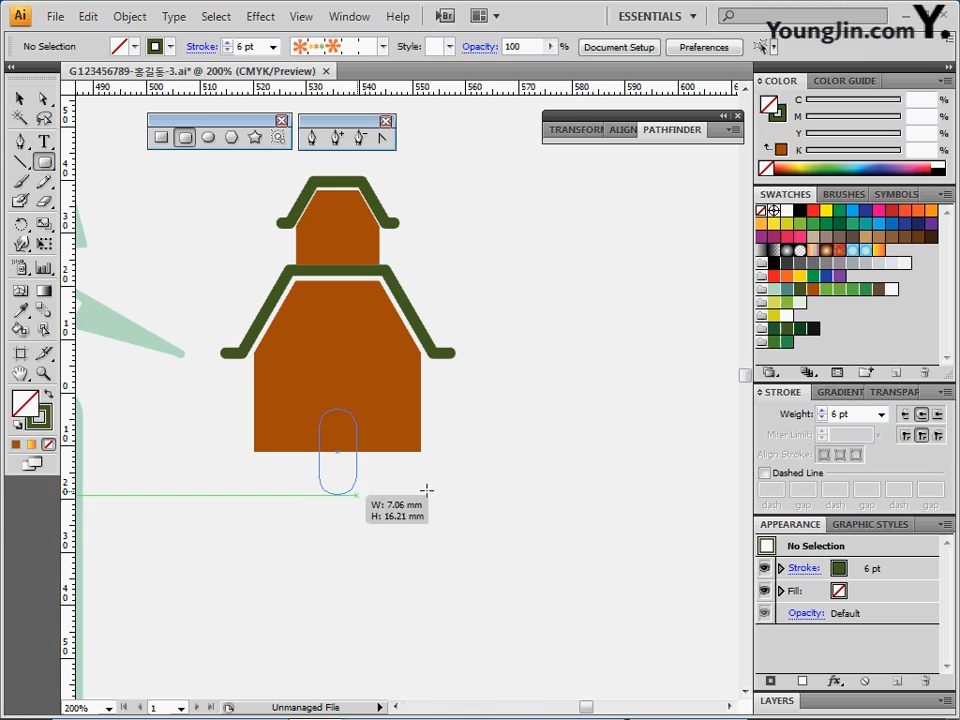 Ai File Edit Object Type Select Effect View Window Help Br ESSENTIALS
YoungJin.com Y.
No Selection Stroke: 6 pt Style: Opacity: 100 % Document Setup Preferences
G123456789-홍길동-3.ai* @ 200% (CMYK/Preview)
COLOR COLOR GUIDE
490 500 510 520 530 540 550 560 570 580 590 600
C %
M %
Y %
K %
TRANSFORM ALIGN PATHFINDER
SWATCHES BRUSHES SYMBOLS
STROKE GRADIENT TRANSPAR
Weight: 6 pt
Miter Limit: x
Align Stroke:
Dashed Line
dash gap dash gap dash gap
W: 7.06 mm
H: 16.21 mm
APPEARANCE GRAPHIC STYLES
No Selection
Stroke: 6 pt
Fill:
Opacity: Default
LAYERS
200% 1 Unmanaged File